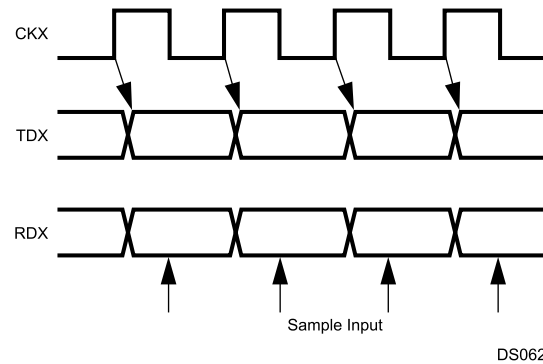 CKX
TDX
RDX
Sample Input
DS062